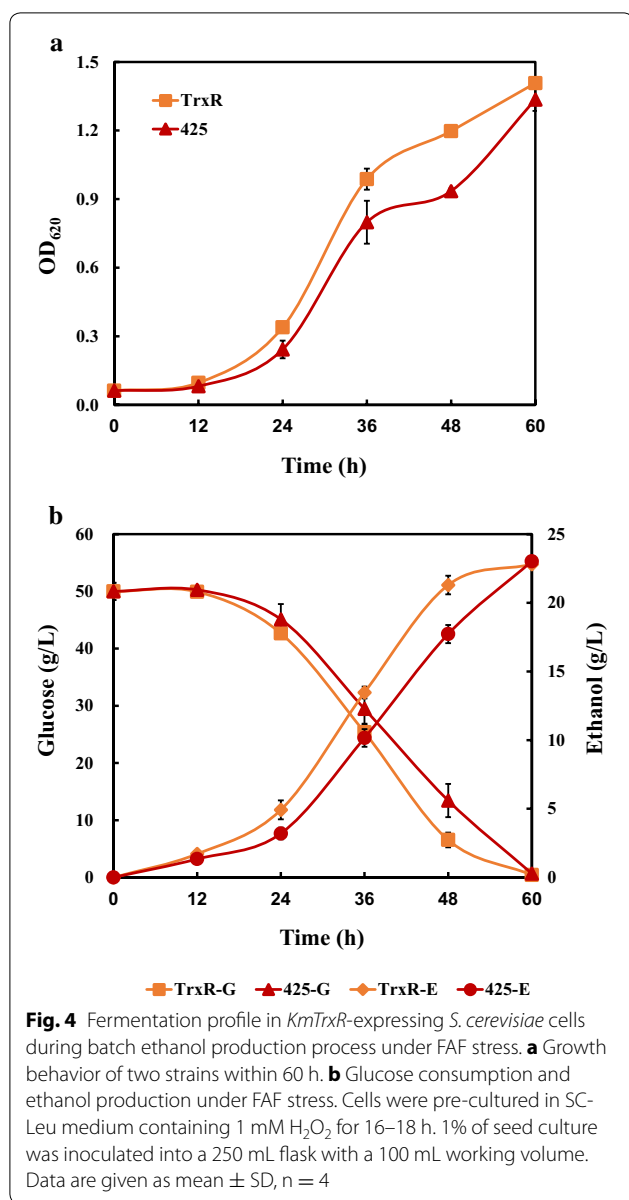 a
1.5
1.2
0.9
0.6
0.3
0.0
OD620
TrxR
425
0 12 24 36 48 60
Time (h)
b
60
50
40
30
20
10
0
Glucose (g/L)
25
20
15
10
5
0
Ethanol (g/L)
0 12 24 36 48 60
Time (h)
TrxR-G 425-G TrxR-E 425-E
Fig. 4 Fermentation profile in KmTrxR-expressing S. cerevisiae cells
during batch ethanol production process under FAF stress. a Growth
behavior of two strains within 60 h. b Glucose consumption and
ethanol production under FAF stress. Cells were pre-cultured in SC-
Leu medium containing 1 mM H2O2 for 16–18 h. 1% of seed culture
was inoculated into a 250 mL flask with a 100 mL working volume.
Data are given as mean ± SD, n = 4